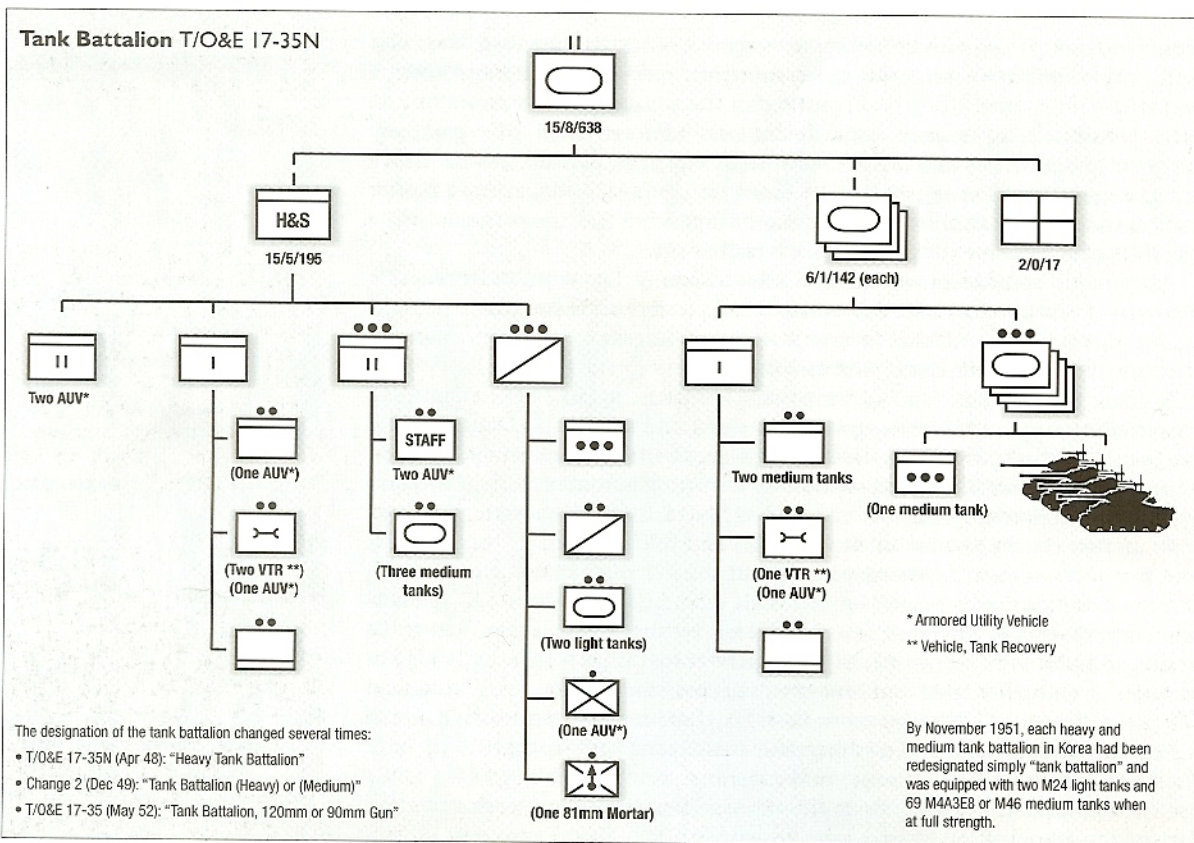 Tank Battalion T/O&E 17-35N
II
15/8/638
H&S
15/5/195
6/1/142 (each)
2/0/17
II
Two AUV*
I
II
I
(One AUV*)
(Two VTR **)
(One AUV*)
STAFF
Two AUV*
(Three medium
tanks)
(Two light tanks)
(One AUV*)
(One 81mm Mortar)
Two medium tanks
(One VTR **)
(One AUV*)
(One medium tank)
* Armored Utility Vehicle
** Vehicle, Tank Recovery
The designation of the tank battalion changed several times:
• T/O&E 17-35N (Apr 48): “Heavy Tank Battalion”
• Change 2 (Dec 49): “Tank Battalion (Heavy) or (Medium)”
• T/O&E 17-35 (May 52): “Tank Battalion, 120mm or 90mm Gun”
By November 1951, each heavy and
medium tank battalion in Korea had been
redesignated simply “tank battalion” and
was equipped with two M24 light tanks and
69 M4A3E8 or M46 medium tanks when
at full strength.